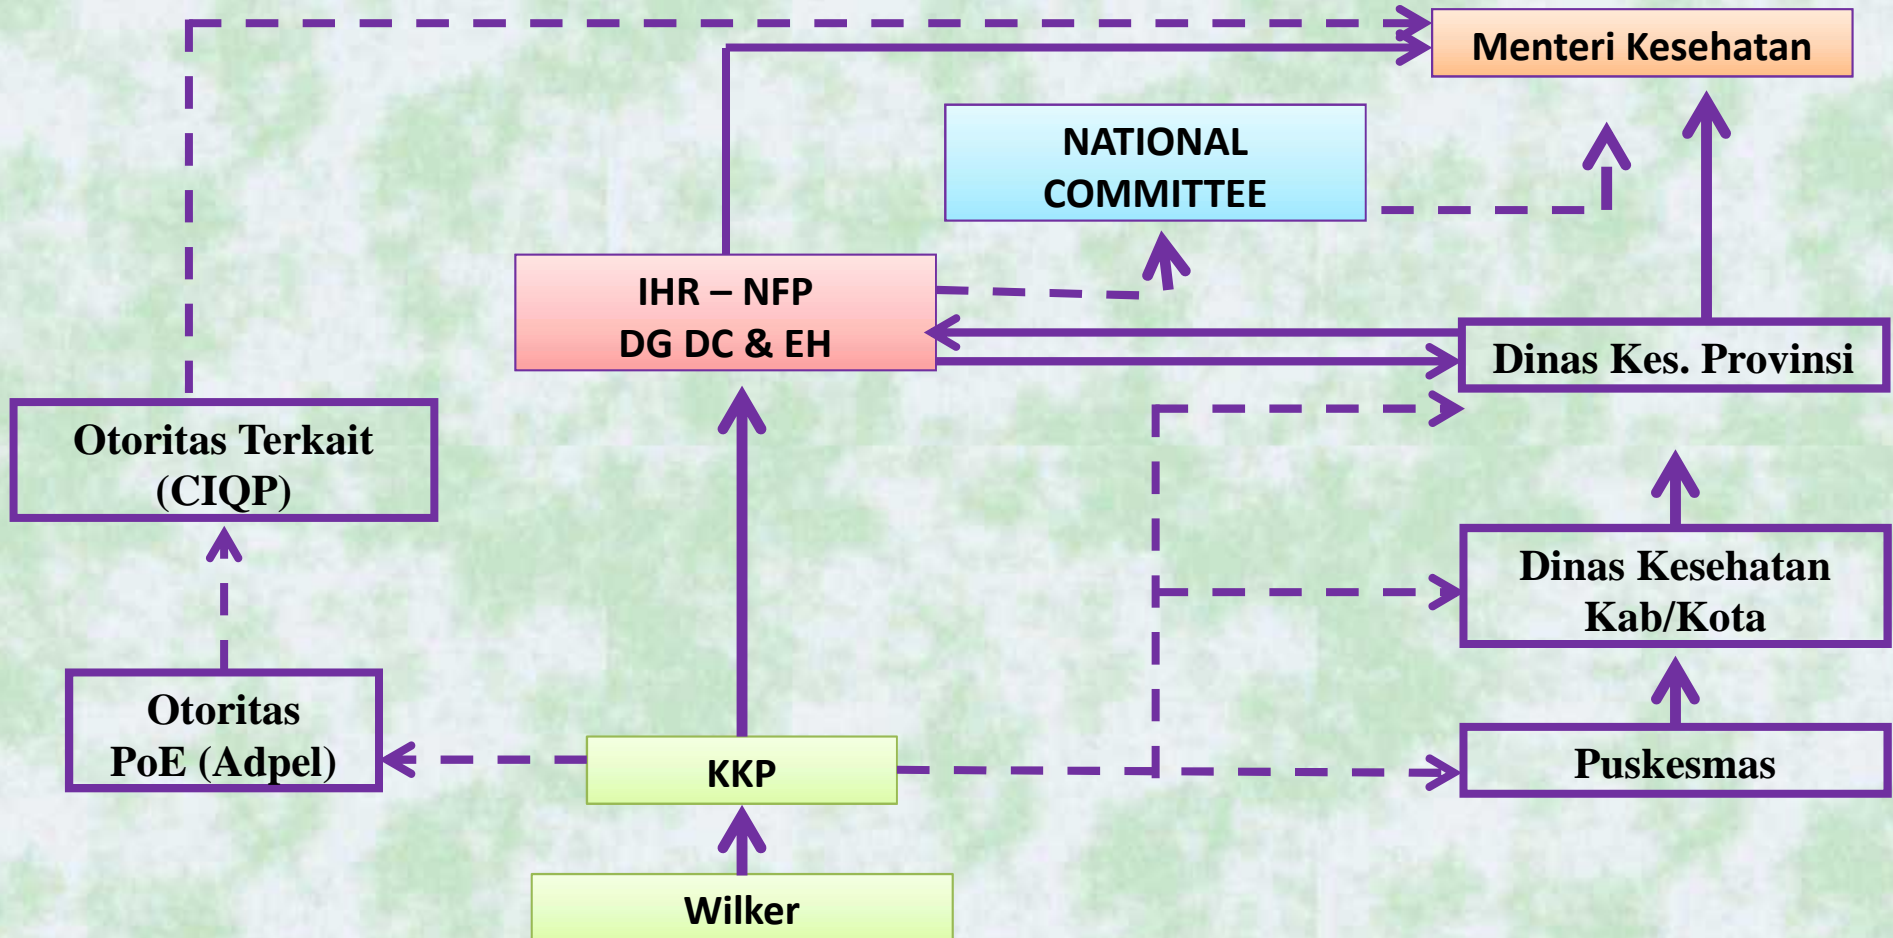 Menteri Kesehatan
NATIONAL
COMMITTEE
IHR – NFP
DG DC & EH
Dinas Kes. Provinsi
Otoritas Terkait
(CIQP)
Dinas Kesehatan
Kab/Kota
Otoritas
PoE (Adpel)
KKP
Puskesmas
Wilker